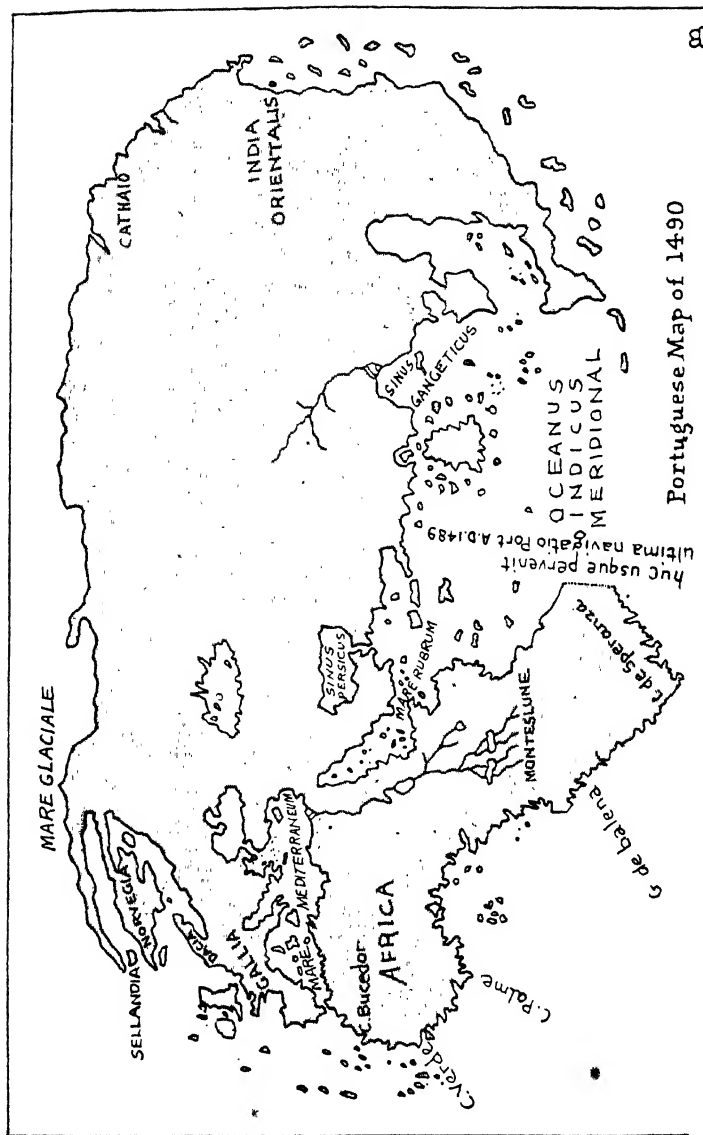 MARE GLACIALE
SELLANDIA
NORVEGIA
DACIA
GALLIA
MARE MEDITERRANEUM
C. Bucedor
AFRICA
C. Verde
C. Palme
G de balena
MONTESLUNE
C. de Speranza
SINUS
PERSICUS
MARE RUBRUM
CATHAIO
INDIA
ORIENTALIS
SINUS
GANGETICUS
OCEANUS
INDICUS
MERIDIONAL
huc usque pervenit
ultima navigatio Port A.D.1489
Portuguese Map of 1490
B